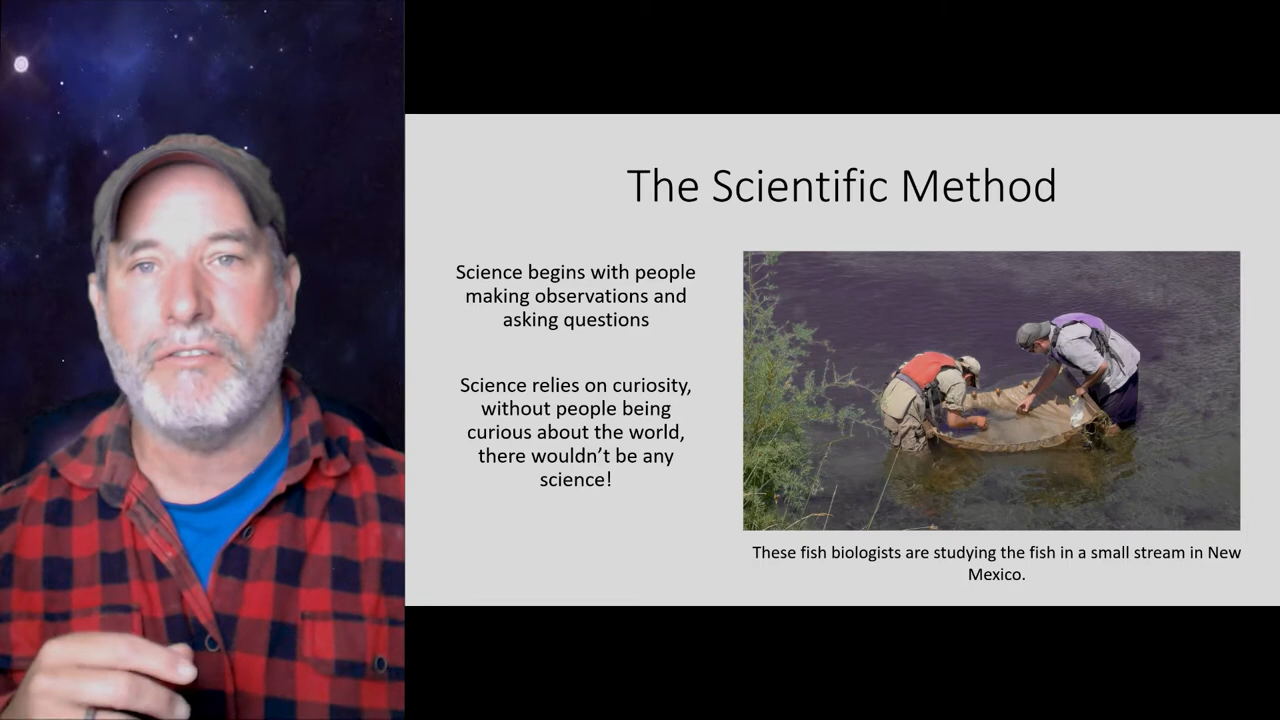 The Scientific Method
Science begins with people
making observations and
asking questions
Science relies on curiosity,
without people being
curious about the world,
there wouldn't be any
science!
These fish biologists are studying the fish in a small stream in New
Mexico.